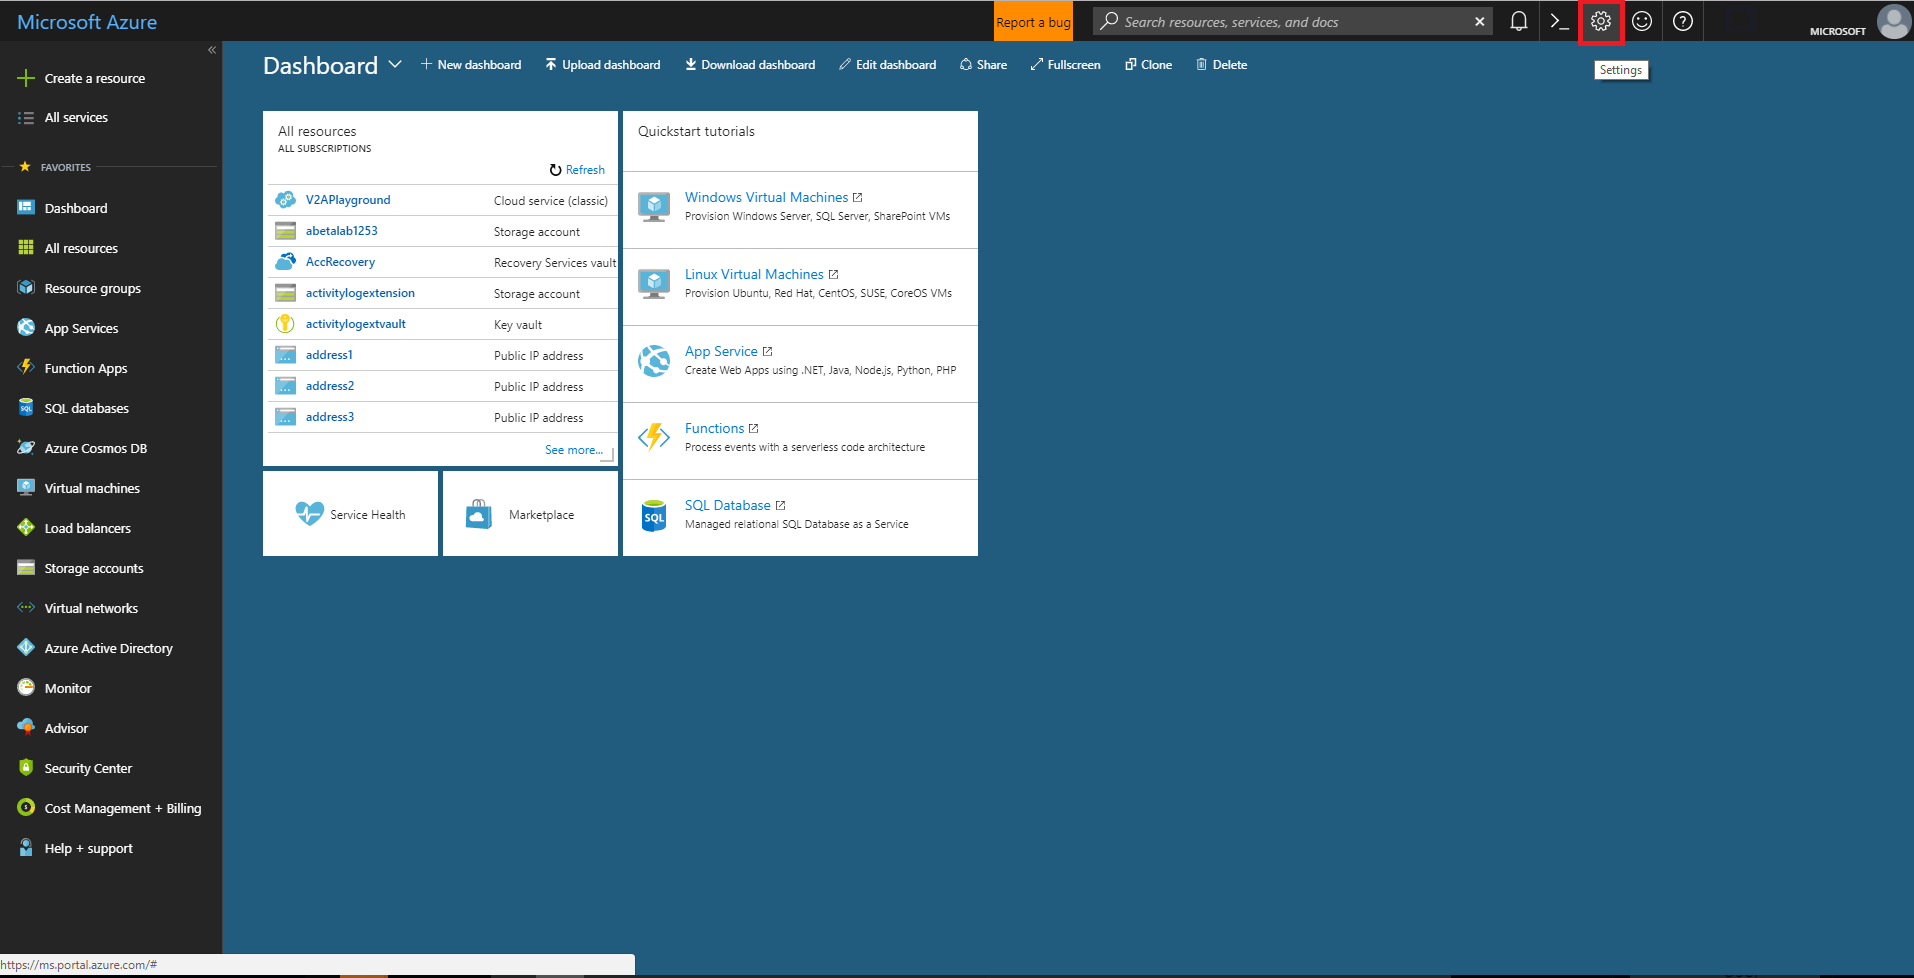 Microsoft Azure
Report a bug
Search resources, services, and docs
MICROSOFT
Settings
Create a resource
All services
FAVORITES
Dashboard
All resources
Resource groups
App Services
Function Apps
SQL databases
Azure Cosmos DB
Virtual machines
Load balancers
Storage accounts
Virtual networks
Azure Active Directory
Monitor
Advisor
Security Center
Cost Management + Billing
Help + support
Dashboard New dashboard Upload dashboard Download dashboard Edit dashboard Share Fullscreen Clone Delete
All resources
ALL SUBSCRIPTIONS
Refresh
V2APlayground Cloud service (classic)
abetalab1253 Storage account
AccRecovery Recovery Services vault
activitylogextension Storage account
activitylogextvault Key vault
address1 Public IP address
address2 Public IP address
address3 Public IP address
See more...
Service Health
Marketplace
Quickstart tutorials
Windows Virtual Machines
Provision Windows Server, SQL Server, SharePoint VMs
Linux Virtual Machines
Provision Ubuntu, Red Hat, CentOS, SUSE, CoreOS VMs
App Service
Create Web Apps using .NET, Java, Node.js, Python, PHP
Functions
Process events with a serverless code architecture
SQL
SQL Database
Managed relational SQL Database as a Service
https://ms.portal.azure.com/#